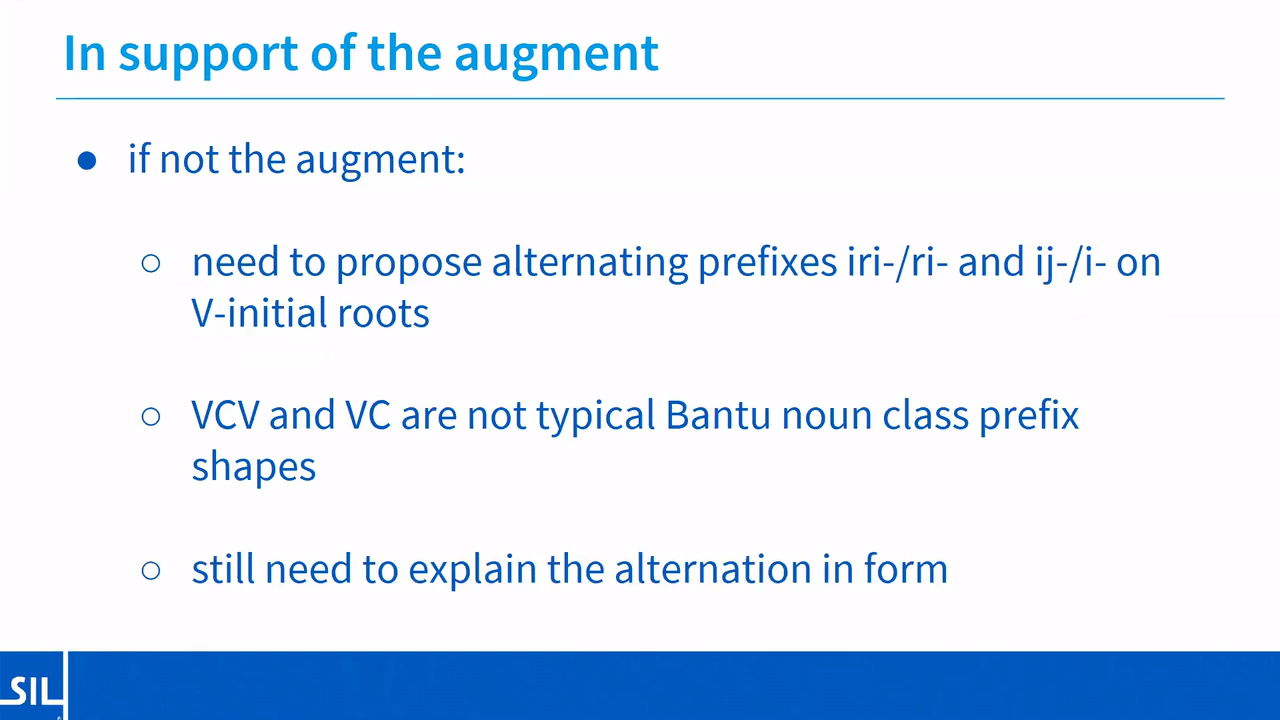 In support of the augment
● if not the augment:
○ need to propose alternating prefixes iri-/ri- and ij-/i- on
V-initial roots
○ VCV and VC are not typical Bantu noun class prefix
shapes
○ still need to explain the alternation in form
SIL